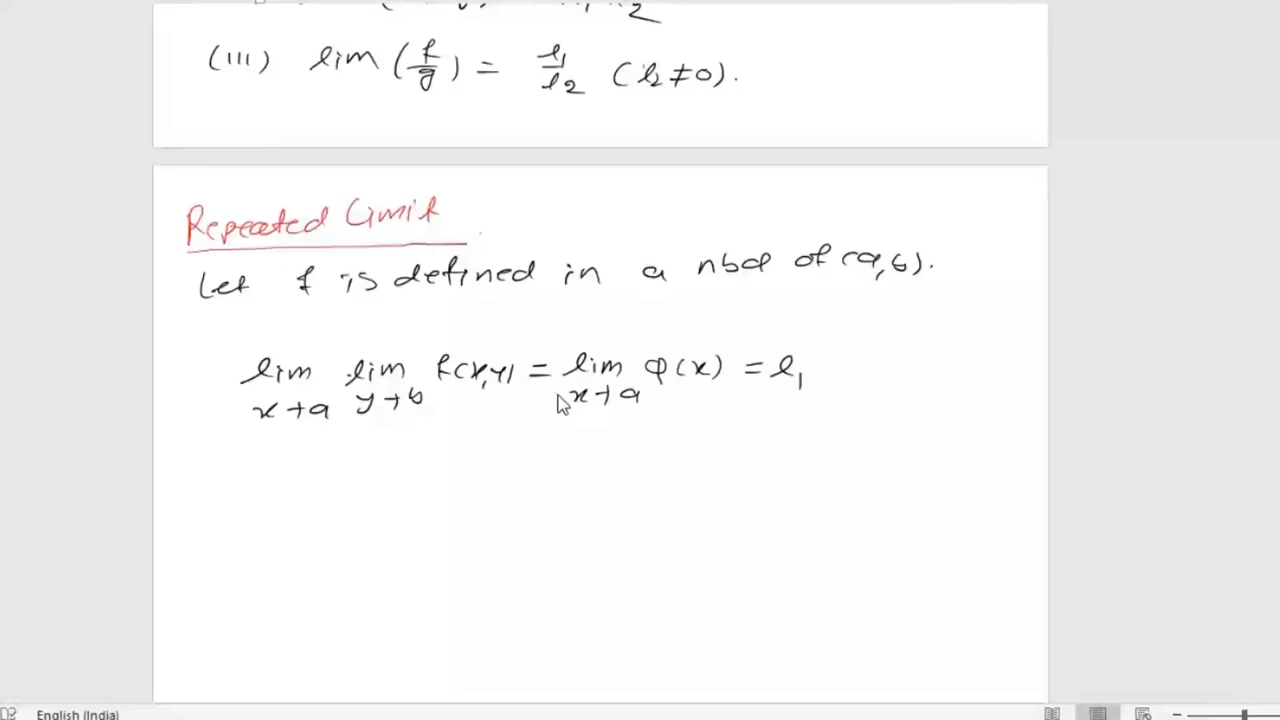 (III) lim (f/g) = l₁/l₂ (l₂ ≠ 0).
Repeated Limit
Let f is defined in a nbd of (a,b).
lim x→a lim y→b f(x,y) = lim x→a φ(x) = l₁
English (India)